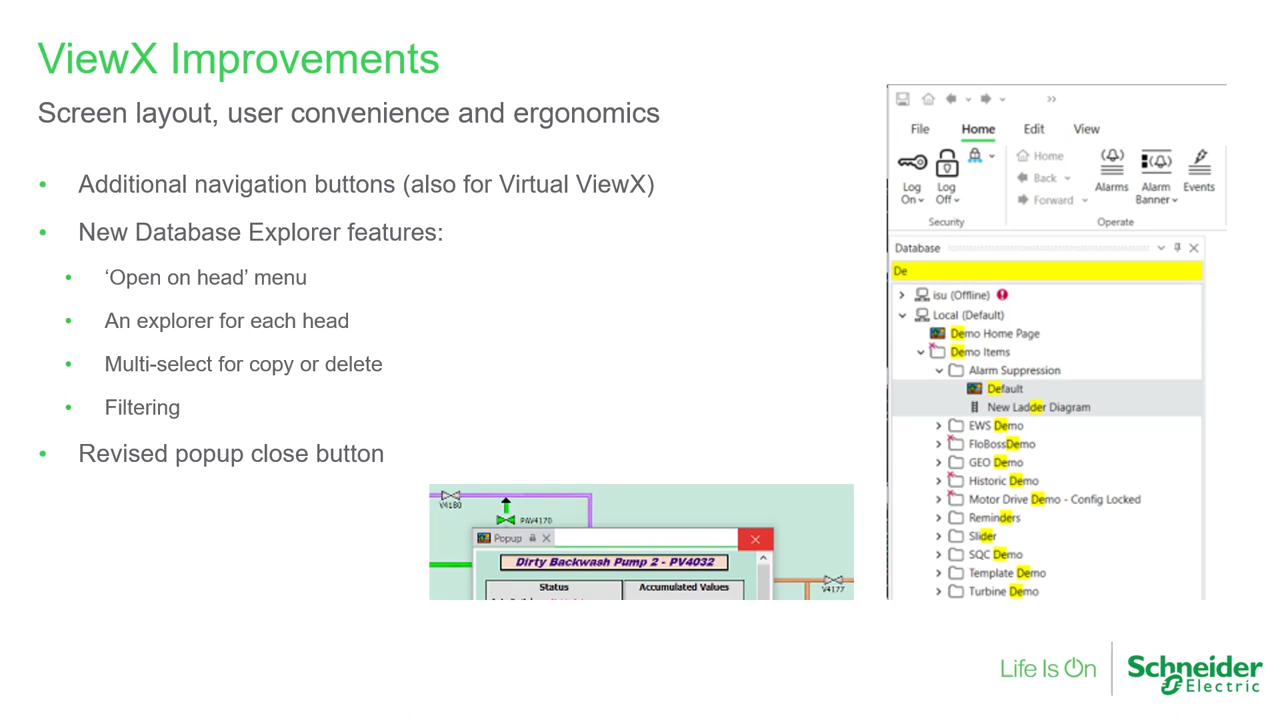 ViewX Improvements
Screen layout, user convenience and ergonomics
• Additional navigation buttons (also for Virtual ViewX)
• New Database Explorer features:
• ‘Open on head’ menu
• An explorer for each head
• Multi-select for copy or delete
• Filtering
• Revised popup close button
V4180
PAV4170
Popup
Dirty Backwash Pump 2 - PV4032
Status Accumulated Values
V4177
File Home Edit View
Log On
Log Off
Security
Home
Back
Forward
Alarms
Alarm Banner
Events
Operate
Database
De
isu (Offline)
Local (Default)
Demo Home Page
Demo Items
Alarm Suppression
Default
New Ladder Diagram
EWS Demo
FloBossDemo
GEO Demo
Historic Demo
Motor Drive Demo - Config Locked
Reminders
Slider
SQC Demo
Template Demo
Turbine Demo
Life Is On
Schneider
Electric